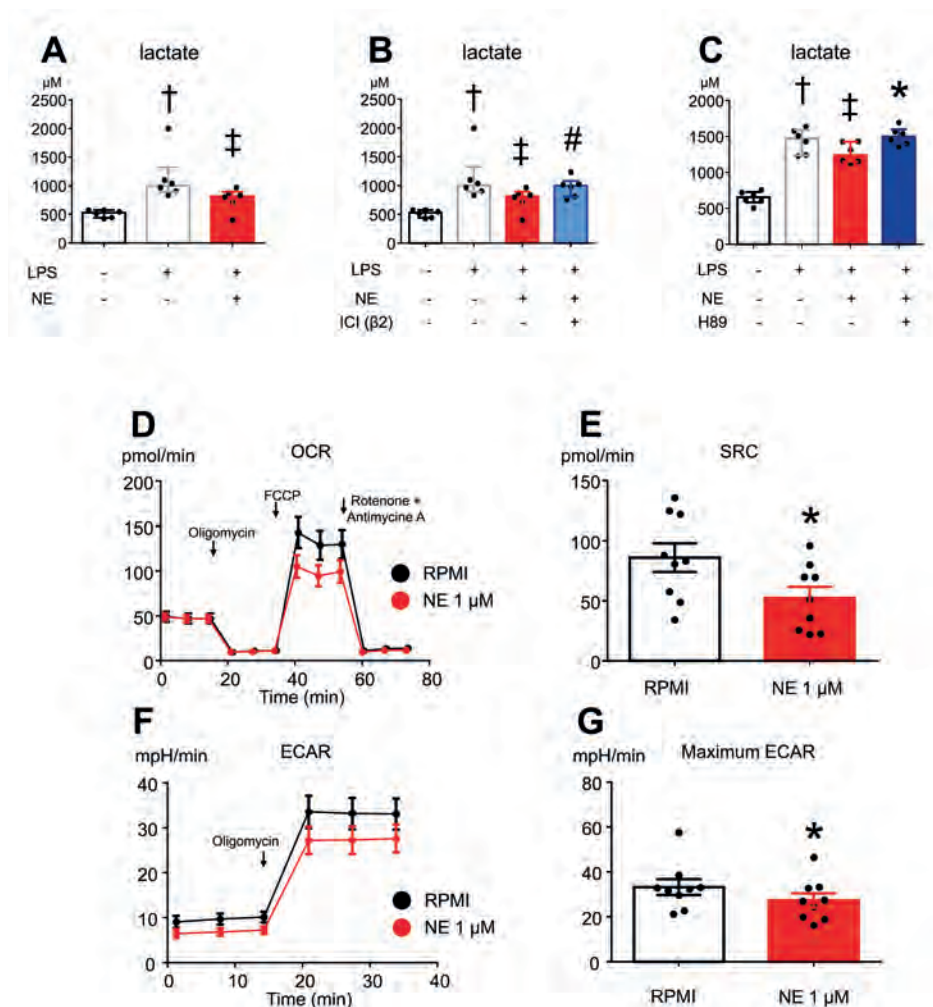 A
lactate
µM
†
‡
2500
2000
1500
1000
500
0
LPS - + +
NE - - +
B
lactate
µM
†
‡
#
2500
2000
1500
1000
500
0
LPS - + + +
NE - - + +
ICI (β2) - - - +
C
lactate
µM
†
‡
*
2000
1500
1000
500
0
LPS - + + +
NE - - + +
H89 - - - +
D
pmol/min
OCR
200
150
100
50
0
Oligomycin
FCCP
Rotenone +
Antimycine A
RPMI
NE 1 µM
0 20 40 60 80
Time (min)
E
pmol/min
SRC
*
150
100
50
0
RPMI NE 1 µM
F
mpH/min
ECAR
40
30
20
10
0
Oligomycin
RPMI
NE 1 µM
0 10 20 30 40
Time (min)
G
mpH/min
Maximum ECAR
*
80
60
40
20
0
RPMI NE 1 µM